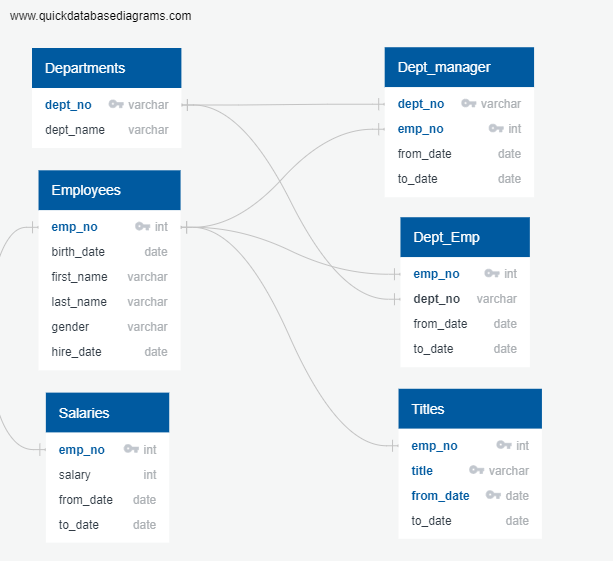 www.quickdatabasediagrams.com
Departments
dept_no varchar
dept_name varchar
Employees
emp_no int
birth_date date
first_name varchar
last_name varchar
gender varchar
hire_date date
Salaries
emp_no int
salary int
from_date date
to_date date
Dept_manager
dept_no varchar
emp_no int
from_date date
to_date date
Dept_Emp
emp_no int
dept_no varchar
from_date date
to_date date
Titles
emp_no int
title varchar
from_date date
to_date date